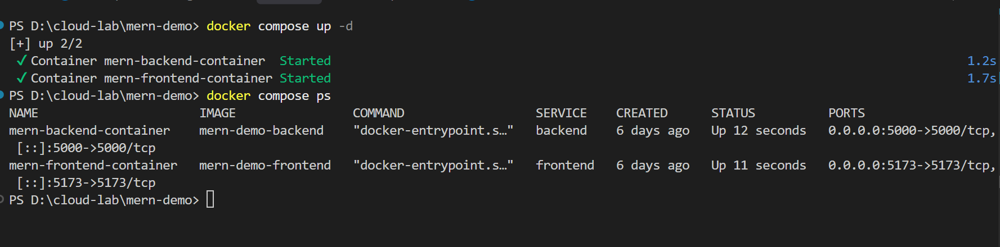 PS D:\cloud-lab\mern-demo> docker compose up -d
[+] up 2/2
✓ Container mern-backend-container Started 1.2s
✓ Container mern-frontend-container Started 1.7s
PS D:\cloud-lab\mern-demo> docker compose ps
NAME IMAGE COMMAND SERVICE CREATED STATUS PORTS
mern-backend-container mern-demo-backend "docker-entrypoint.s…" backend 6 days ago Up 12 seconds 0.0.0.0:5000->5000/tcp,
[::]:5000->5000/tcp
mern-frontend-container mern-demo-frontend "docker-entrypoint.s…" frontend 6 days ago Up 11 seconds 0.0.0.0:5173->5173/tcp,
[::]:5173->5173/tcp
PS D:\cloud-lab\mern-demo>